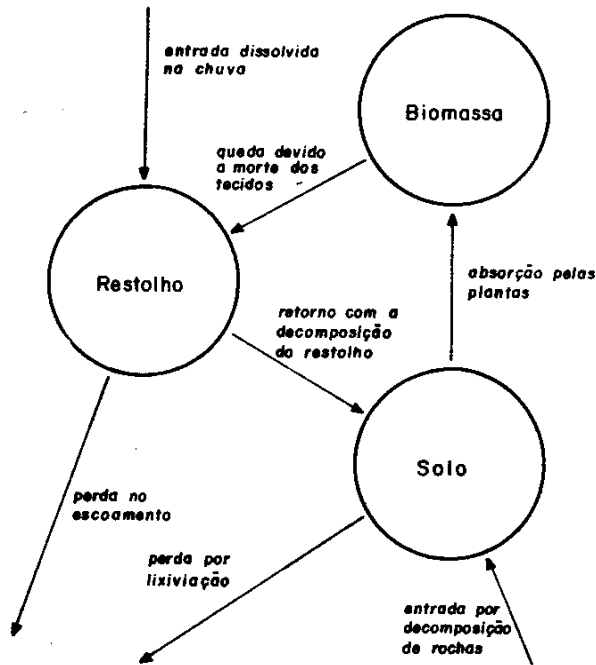 entrada dissolvida
na chuva
Biomassa
queda devido
a morte dos
tecidos
Restolho
absorção pelas
plantas
retorno com a
decomposição
do restolho
Solo
perda no
escoamento
perda por
lixiviação
entrada por
decomposição
de rochas